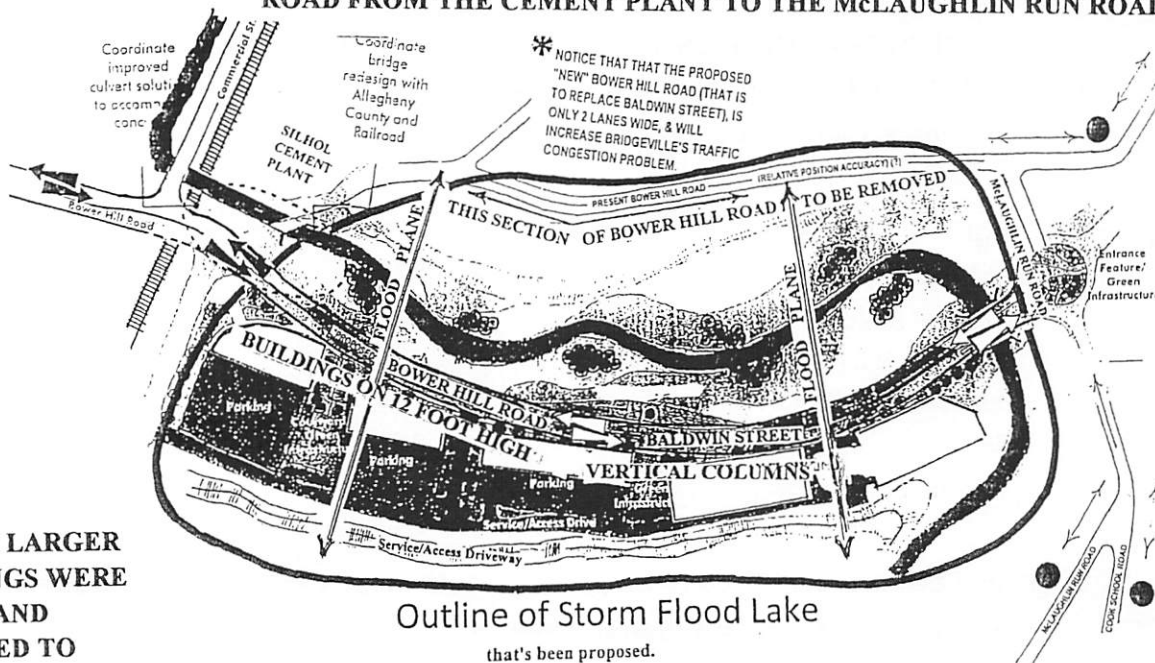 ROAD FROM THE CEMENT PLANT TO THE McLAUGHLIN RUN ROAD
Coordinate
improved
culvert
to
Commercial St.
Coordinate
bridge
redesign with
Allegheny
County and
Railroad
* NOTICE THAT THAT THE PROPOSED
"NEW" BOWER HILL ROAD (THAT IS
TO REPLACE BALDWIN STREET), IS
ONLY 2 LANES WIDE, & WILL
INCREASE BRIDGEVILLE'S TRAFFIC
CONGESTION PROBLEM.
SILHOL
CEMENT
PLANT
Bower Hill Road
PRESENT BOWER HILL ROAD
(RELATIVE POSITION ACCURACY) (?)
THIS SECTION OF BOWER HILL ROAD TO BE REMOVED
McLAUGHLIN RUN ROAD
Entrance
Feature/
Green
Infrastructure
FLOOD PLANE
FLOOD PLANE
BUILDINGS ON 12 FOOT HIGH
VERTICAL COLUMNS
BOWER HILL ROAD
BALDWIN STREET
Parking
Parking
Parking
Service/Access Drive
Service/Access Driveway
McLAUGHLIN RUN ROAD
COOK SCHOOL ROAD
LARGER
NGS WERE
AND
ED TO
Outline of Storm Flood Lake
that's been proposed.